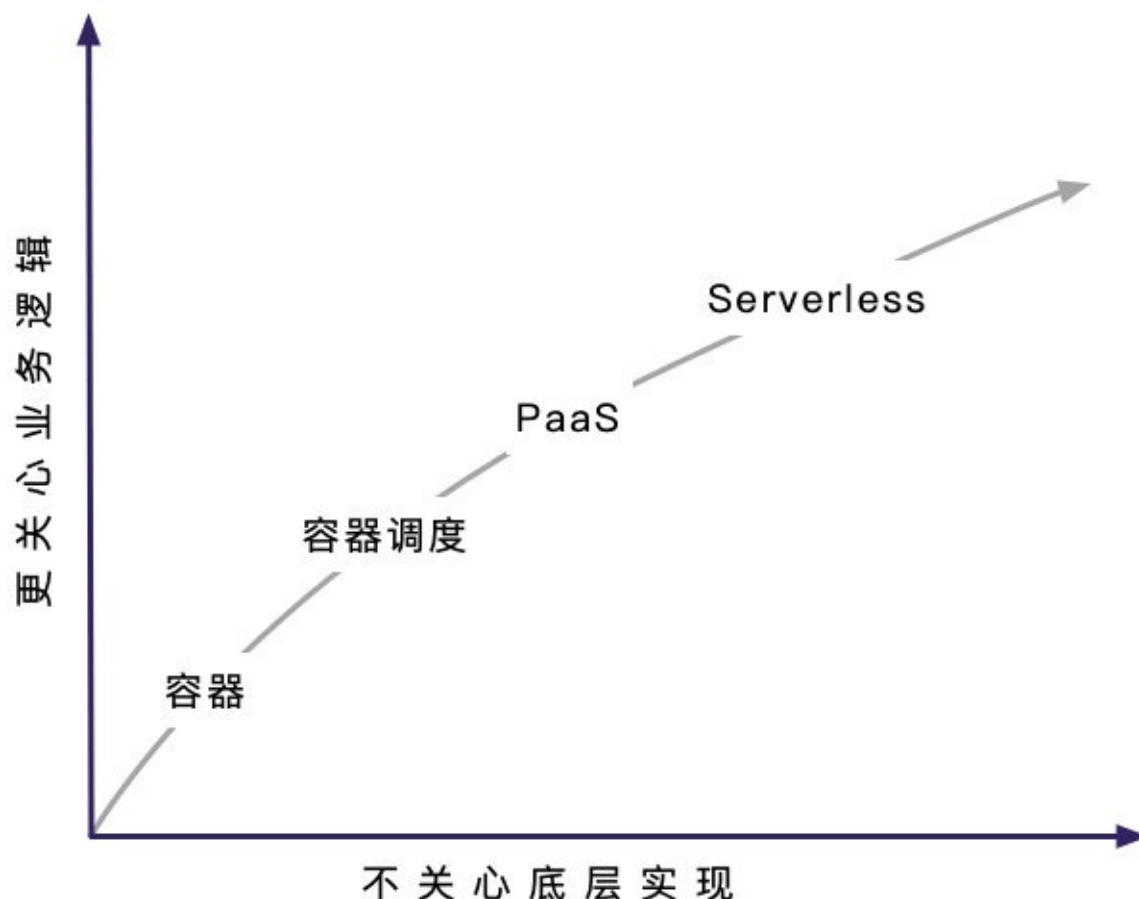 更关心业务逻辑
Serverless
PaaS
容器调度
容器
不关心底层实现